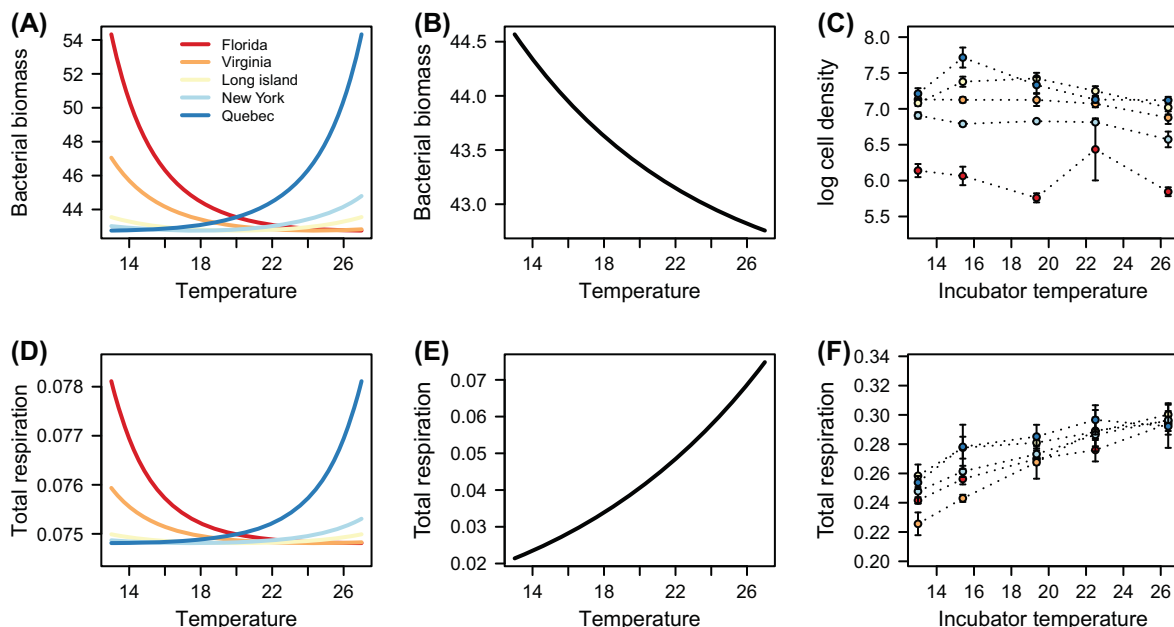 (A)
Bacterial biomass
54
52
50
48
46
44
Florida
Virginia
Long island
New York
Quebec
14 18 22 26
Temperature
(B)
Bacterial biomass
44.5
44.0
43.5
43.0
14 18 22 26
Temperature
(C)
log cell density
8.0
7.5
7.0
6.5
6.0
5.5
14 16 18 20 22 24 26
Incubator temperature
(D)
Total respiration
0.078
0.077
0.076
0.075
14 18 22 26
Temperature
(E)
Total respiration
0.07
0.06
0.05
0.04
0.03
0.02
14 18 22 26
Temperature
(F)
Total respiration
0.34
0.32
0.30
0.28
0.26
0.24
0.22
0.20
14 16 18 20 22 24 26
Incubator temperature